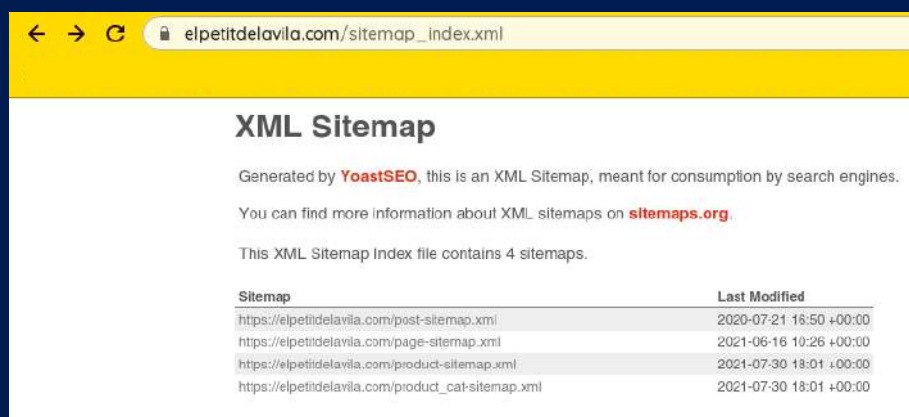 elpetitdelavila.com/sitemap_index.xml
XML Sitemap
Generated by YoastSEO, this is an XML Sitemap, meant for consumption by search engines.
You can find more information about XML sitemaps on sitemaps.org.
This XML Sitemap Index file contains 4 sitemaps.
Sitemap Last Modified
https://elpetitdelavila.com/post-sitemap.xml 2020-07-21 16:50 +00:00
https://elpetitdelavila.com/page-sitemap.xml 2021-06-16 10:26 +00:00
https://elpetitdelavila.com/product-sitemap.xml 2021-07-30 18:01 +00:00
https://elpetitdelavila.com/product_cat-sitemap.xml 2021-07-30 18:01 +00:00